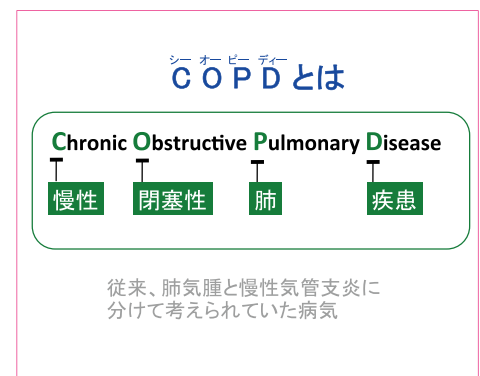 シー オー ピー ディー
ＣＯＰＤとは
Chronic Obstructive Pulmonary Disease
慢性 閉塞性 肺 疾患
従来、肺気腫と慢性気管支炎に
分けて考えられていた病気